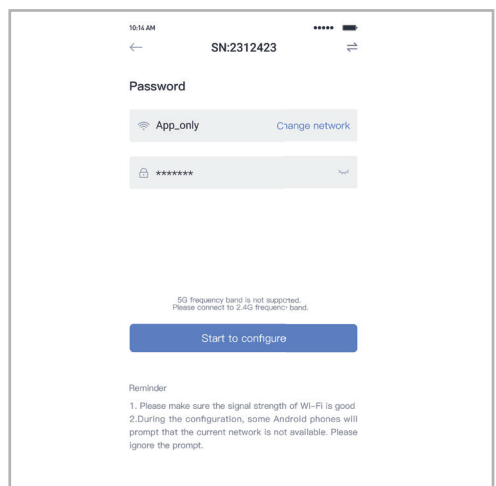 10:14 AM
SN:2312423
Password
App_only Change network
*******
5G frequency band is not supported.
Please connect to 2.4G frequency band.
Start to configure
Reminder
1. Please make sure the signal strength of Wi-Fi is good
2.During the configuration, some Android phones will
prompt that the current network is not available. Please
ignore the prompt.